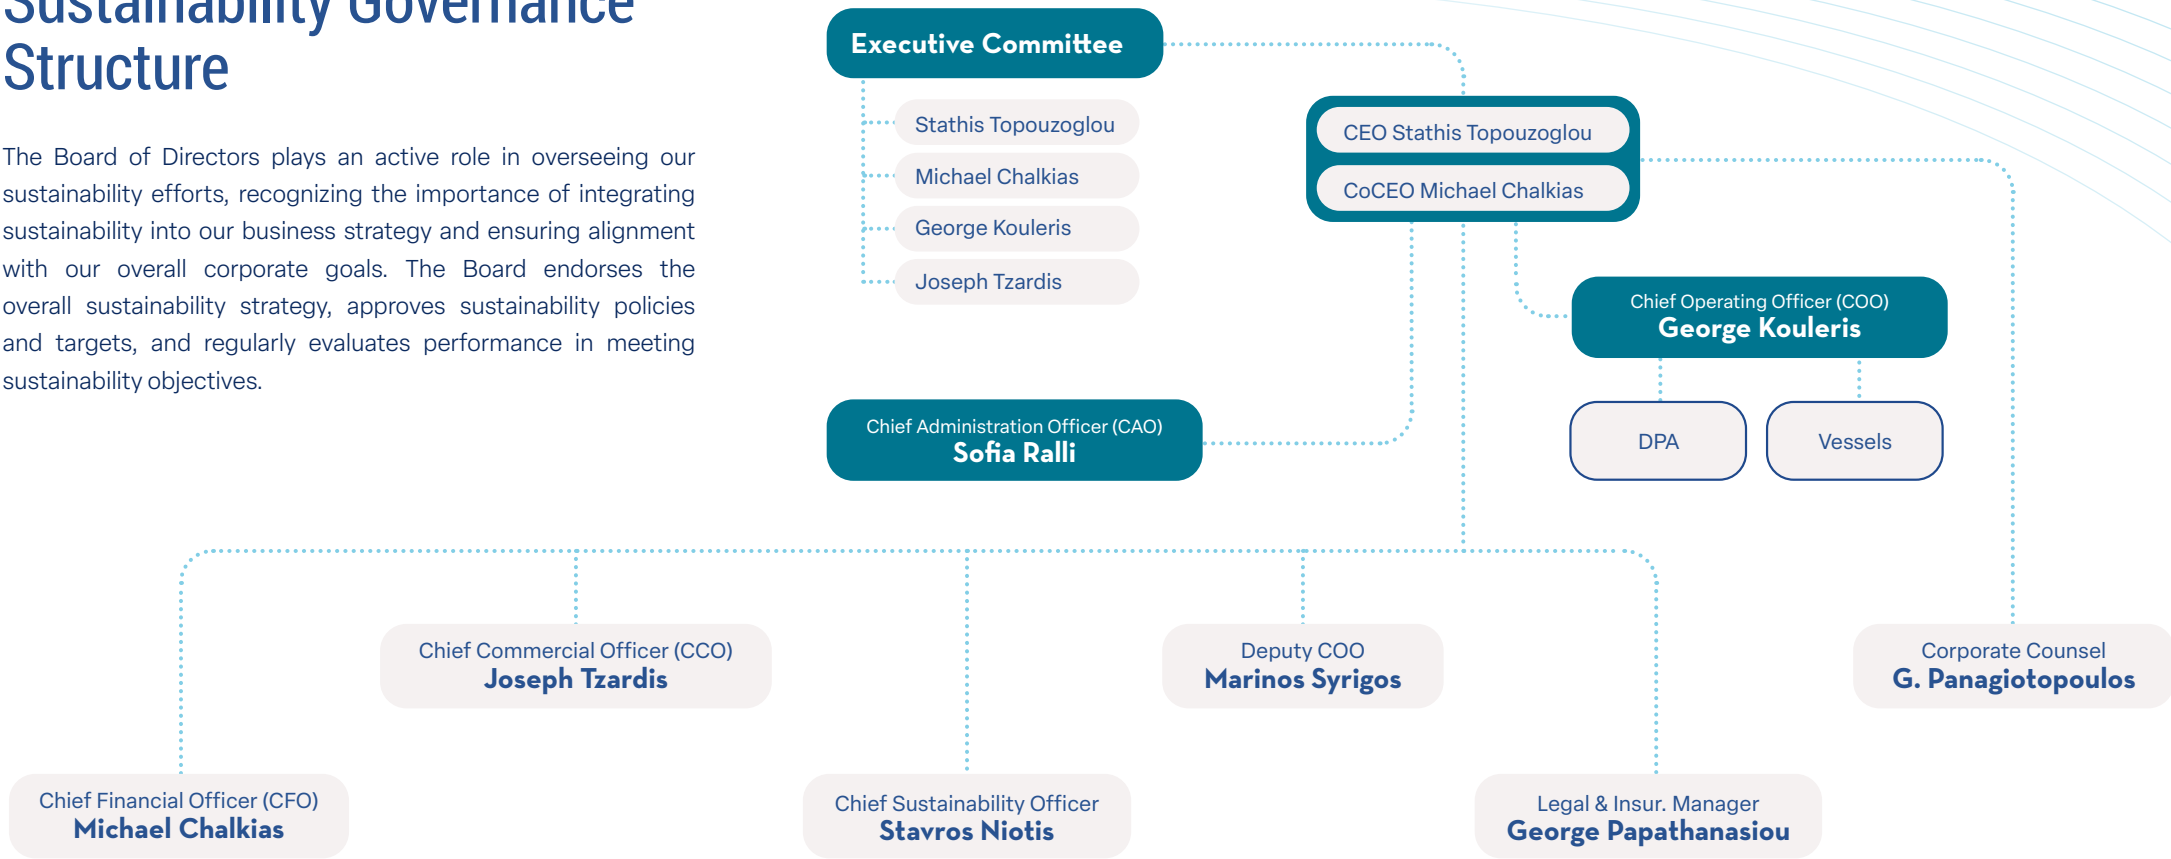 Sustainability Governance
Structure
The Board of Directors plays an active role in overseeing our
sustainability efforts, recognizing the importance of integrating
sustainability into our business strategy and ensuring alignment
with our overall corporate goals. The Board endorses the
overall sustainability strategy, approves sustainability policies
and targets, and regularly evaluates performance in meeting
sustainability objectives.
Executive Committee
Stathis Topouzoglou
Michael Chalkias
George Kouleris
Joseph Tzardis
CEO Stathis Topouzoglou
CoCEO Michael Chalkias
Chief Operating Officer (COO)
George Kouleris
DPA
Vessels
Chief Administration Officer (CAO)
Sofia Ralli
Chief Commercial Officer (CCO)
Joseph Tzardis
Deputy COO
Marinos Syrigos
Corporate Counsel
G. Panagiotopoulos
Chief Financial Officer (CFO)
Michael Chalkias
Chief Sustainability Officer
Stavros Niotis
Legal & Insur. Manager
George Papathanasiou